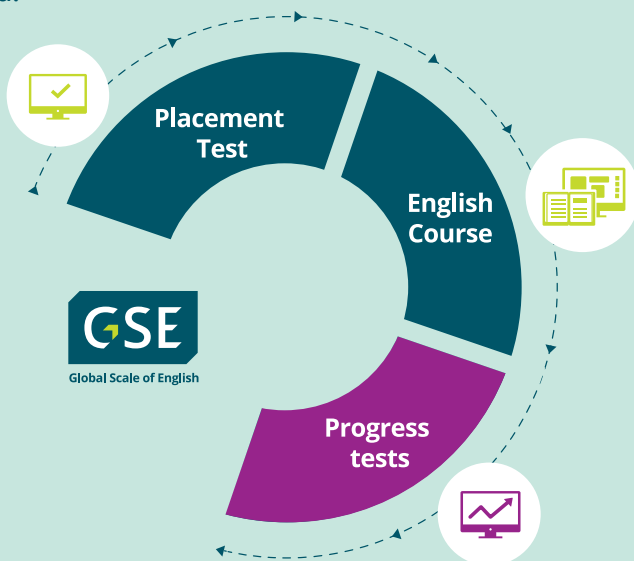 Placement
Test
English
Course
GSE
Global Scale of English
Progress
tests